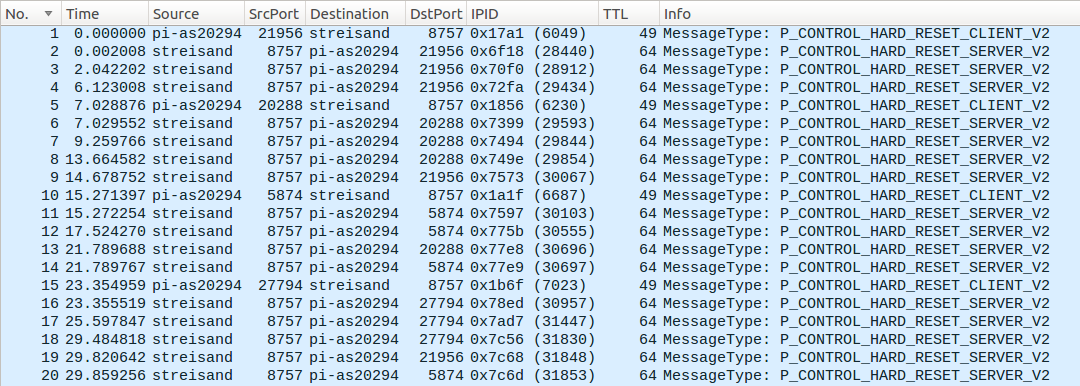 No. Time Source SrcPort Destination DstPort IPID TTL Info
1 0.000000 pi-as20294 21956 streisand 8757 0x17a1 (6049) 49 MessageType: P_CONTROL_HARD_RESET_CLIENT_V2
2 0.002008 streisand 8757 pi-as20294 21956 0x6f18 (28440) 64 MessageType: P_CONTROL_HARD_RESET_SERVER_V2
3 2.042202 streisand 8757 pi-as20294 21956 0x70f0 (28912) 64 MessageType: P_CONTROL_HARD_RESET_SERVER_V2
4 6.123008 streisand 8757 pi-as20294 21956 0x72fa (29434) 64 MessageType: P_CONTROL_HARD_RESET_SERVER_V2
5 7.028876 pi-as20294 20288 streisand 8757 0x1856 (6230) 49 MessageType: P_CONTROL_HARD_RESET_CLIENT_V2
6 7.029552 streisand 8757 pi-as20294 20288 0x7399 (29593) 64 MessageType: P_CONTROL_HARD_RESET_SERVER_V2
7 9.259766 streisand 8757 pi-as20294 20288 0x7494 (29844) 64 MessageType: P_CONTROL_HARD_RESET_SERVER_V2
8 13.664582 streisand 8757 pi-as20294 20288 0x749e (29854) 64 MessageType: P_CONTROL_HARD_RESET_SERVER_V2
9 14.678752 streisand 8757 pi-as20294 21956 0x7573 (30067) 64 MessageType: P_CONTROL_HARD_RESET_SERVER_V2
10 15.271397 pi-as20294 5874 streisand 8757 0x1a1f (6687) 49 MessageType: P_CONTROL_HARD_RESET_CLIENT_V2
11 15.272254 streisand 8757 pi-as20294 5874 0x7597 (30103) 64 MessageType: P_CONTROL_HARD_RESET_SERVER_V2
12 17.524270 streisand 8757 pi-as20294 5874 0x775b (30555) 64 MessageType: P_CONTROL_HARD_RESET_SERVER_V2
13 21.789688 streisand 8757 pi-as20294 20288 0x77e8 (30696) 64 MessageType: P_CONTROL_HARD_RESET_SERVER_V2
14 21.789767 streisand 8757 pi-as20294 5874 0x77e9 (30697) 64 MessageType: P_CONTROL_HARD_RESET_SERVER_V2
15 23.354959 pi-as20294 27794 streisand 8757 0x1b6f (7023) 49 MessageType: P_CONTROL_HARD_RESET_CLIENT_V2
16 23.355519 streisand 8757 pi-as20294 27794 0x78ed (30957) 64 MessageType: P_CONTROL_HARD_RESET_SERVER_V2
17 25.597847 streisand 8757 pi-as20294 27794 0x7ad7 (31447) 64 MessageType: P_CONTROL_HARD_RESET_SERVER_V2
18 29.484818 streisand 8757 pi-as20294 27794 0x7c56 (31830) 64 MessageType: P_CONTROL_HARD_RESET_SERVER_V2
19 29.820642 streisand 8757 pi-as20294 21956 0x7c68 (31848) 64 MessageType: P_CONTROL_HARD_RESET_SERVER_V2
20 29.859256 streisand 8757 pi-as20294 5874 0x7c6d (31853) 64 MessageType: P_CONTROL_HARD_RESET_SERVER_V2